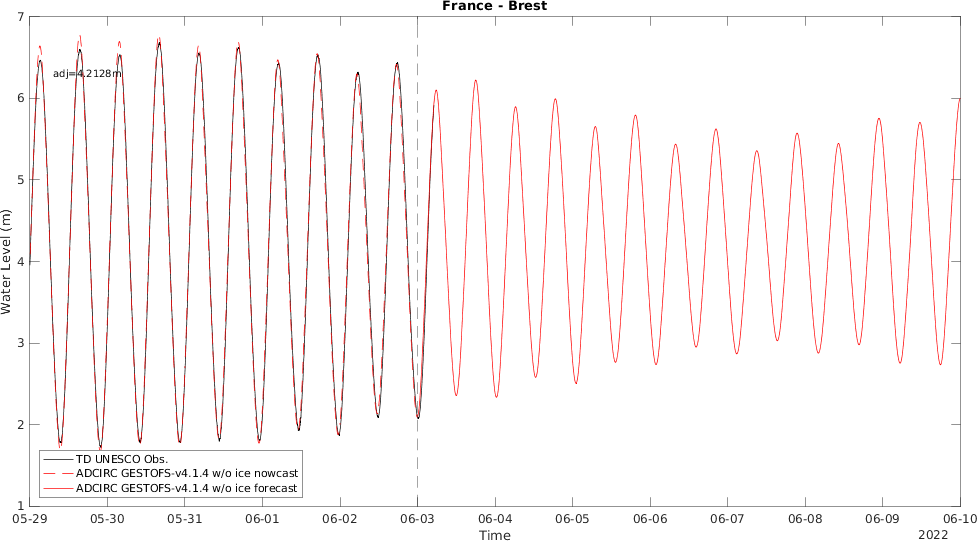 France - Brest
7
6
5
4
3
2
1
Water Level (m)
adj=4.2128m
TD UNESCO Obs.
ADCIRC GESTOFS-v4.1.4 w/o ice nowcast
ADCIRC GESTOFS-v4.1.4 w/o ice forecast
05-29 05-30 05-31 06-01 06-02 06-03 06-04 06-05 06-06 06-07 06-08 06-09 06-10
Time
2022